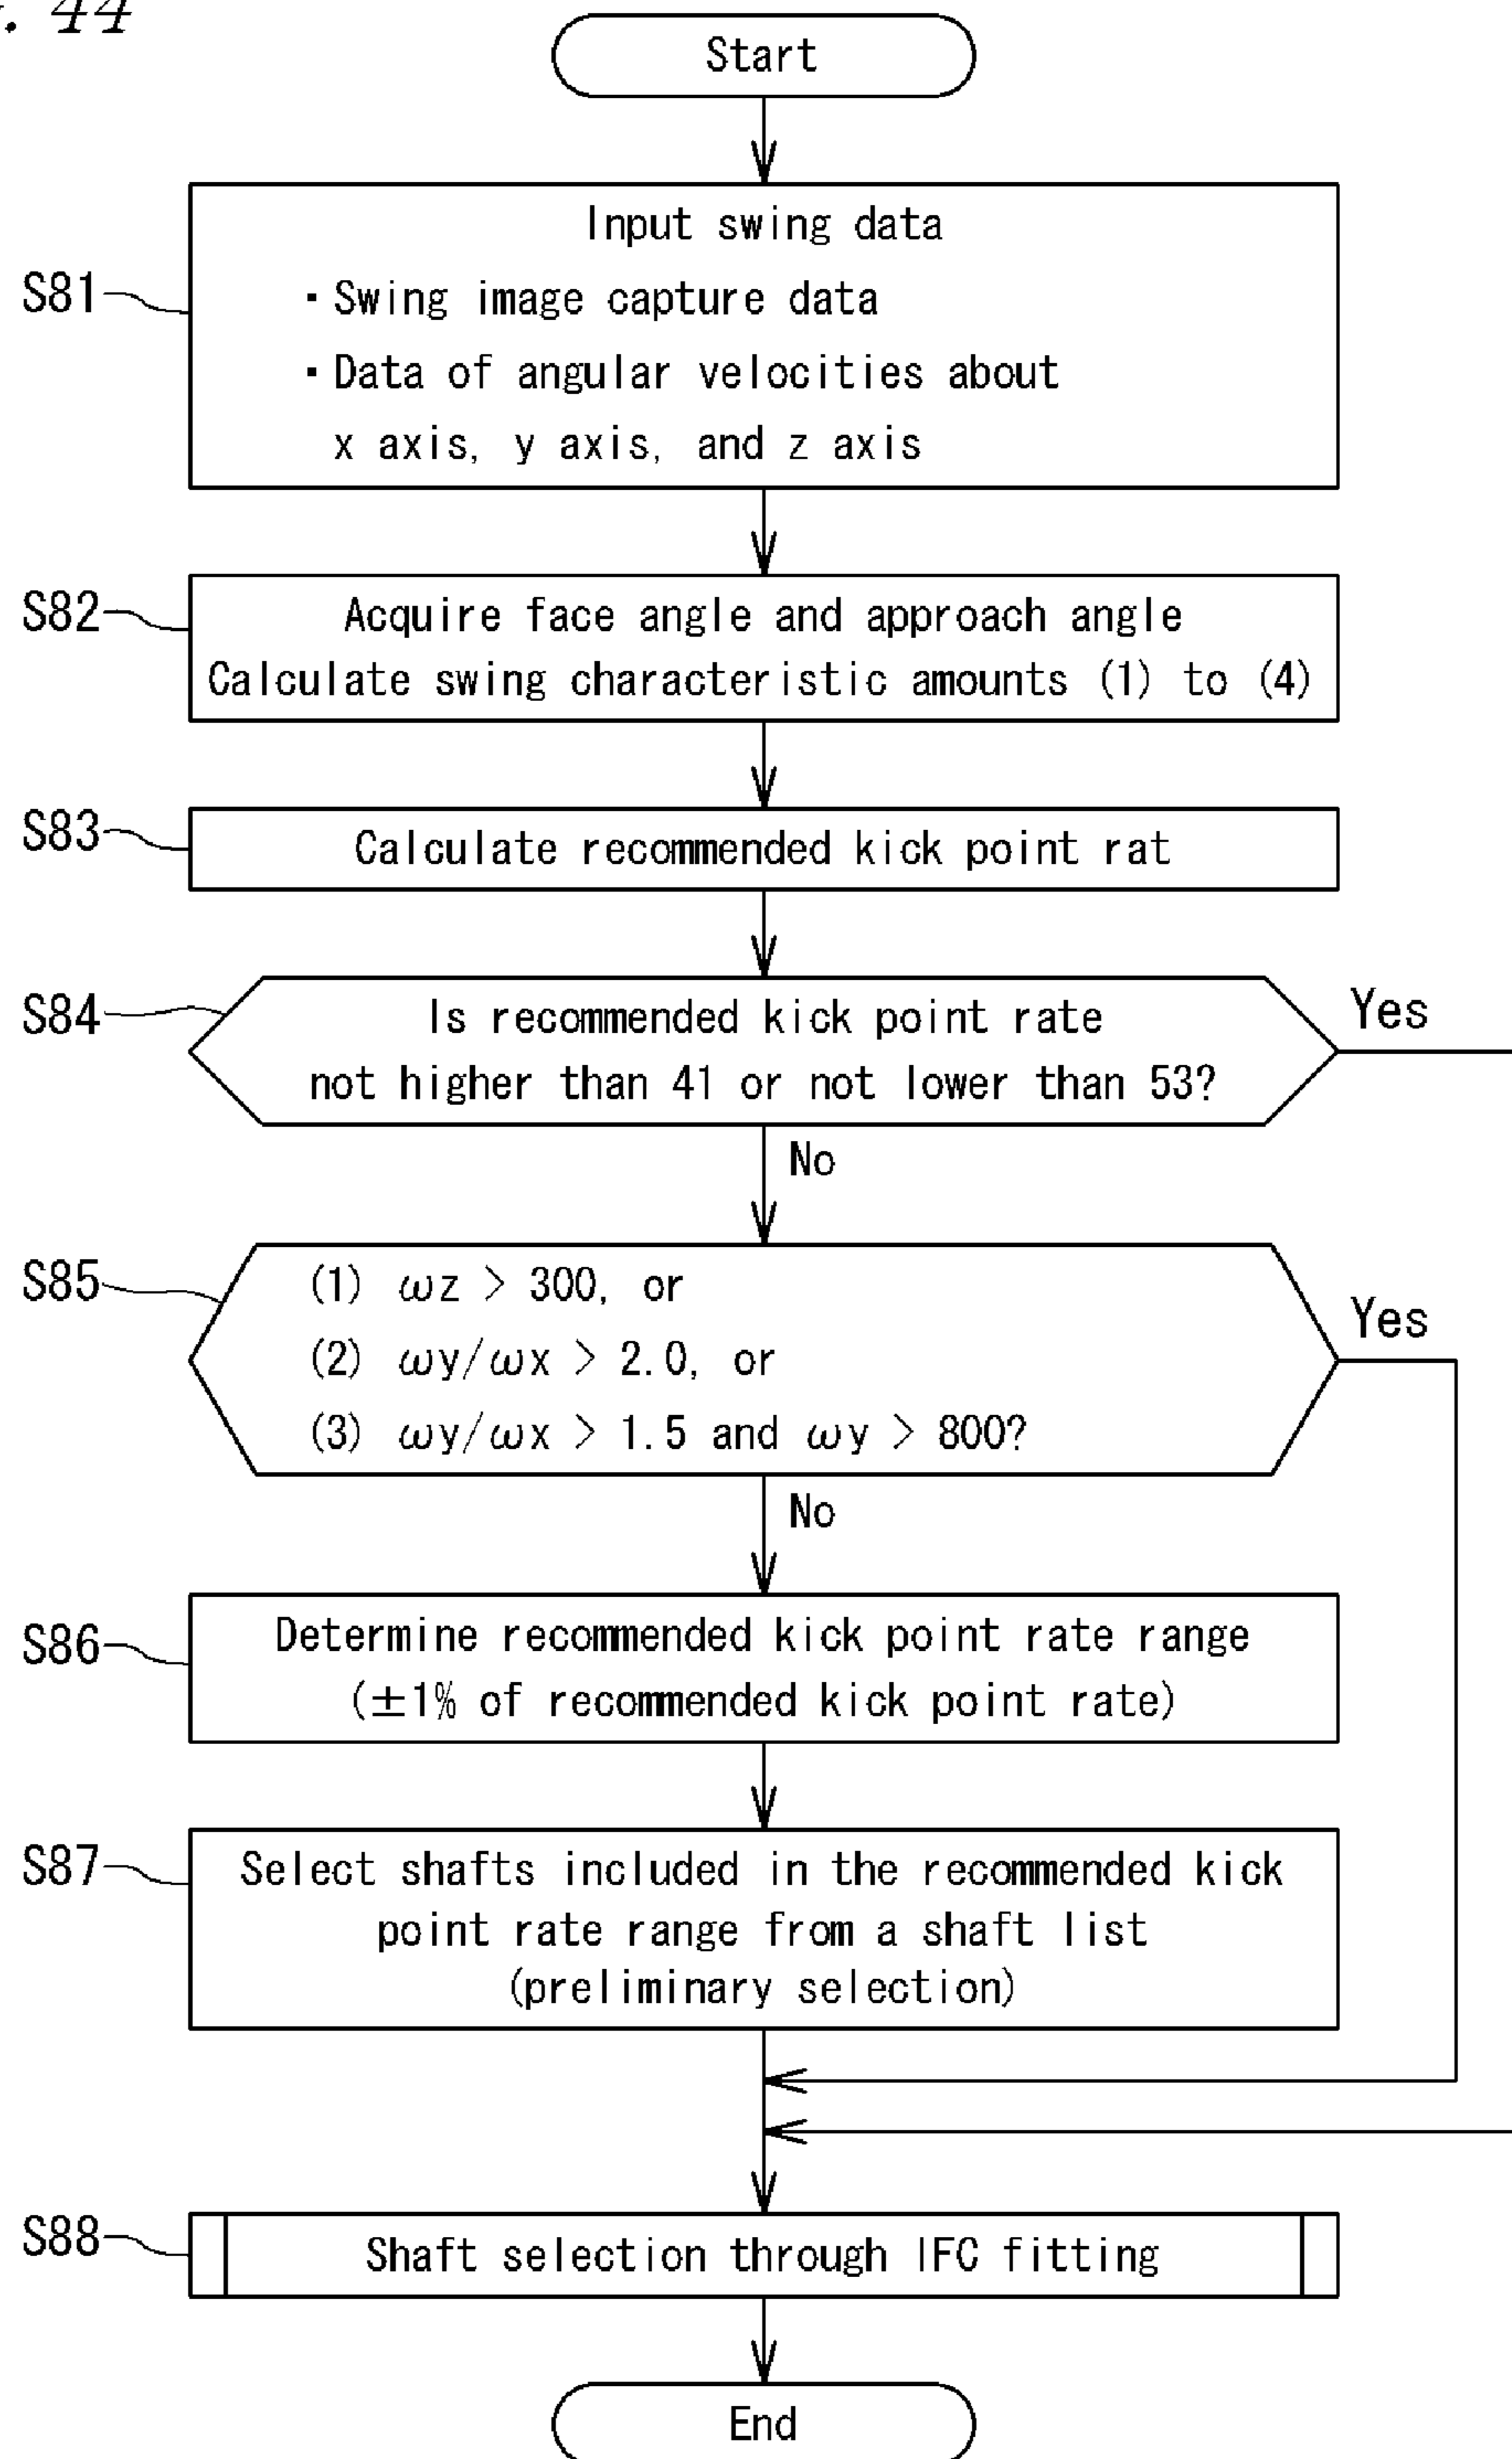 . 44
Start
S81
Input swing data
・Swing image capture data
・Data of angular velocities about
x axis, y axis, and z axis
S82
Acquire face angle and approach angle
Calculate swing characteristic amounts (1) to (4)
S83
Calculate recommended kick point rat
S84
Is recommended kick point rate
not higher than 41 or not lower than 53?
Yes
No
S85
(1) ωz > 300, or
(2) ωy/ωx > 2.0, or
(3) ωy/ωx > 1.5 and ωy > 800?
Yes
No
S86
Determine recommended kick point rate range
(±1% of recommended kick point rate)
S87
Select shafts included in the recommended kick
point rate range from a shaft list
(preliminary selection)
S88
Shaft selection through IFC fitting
End